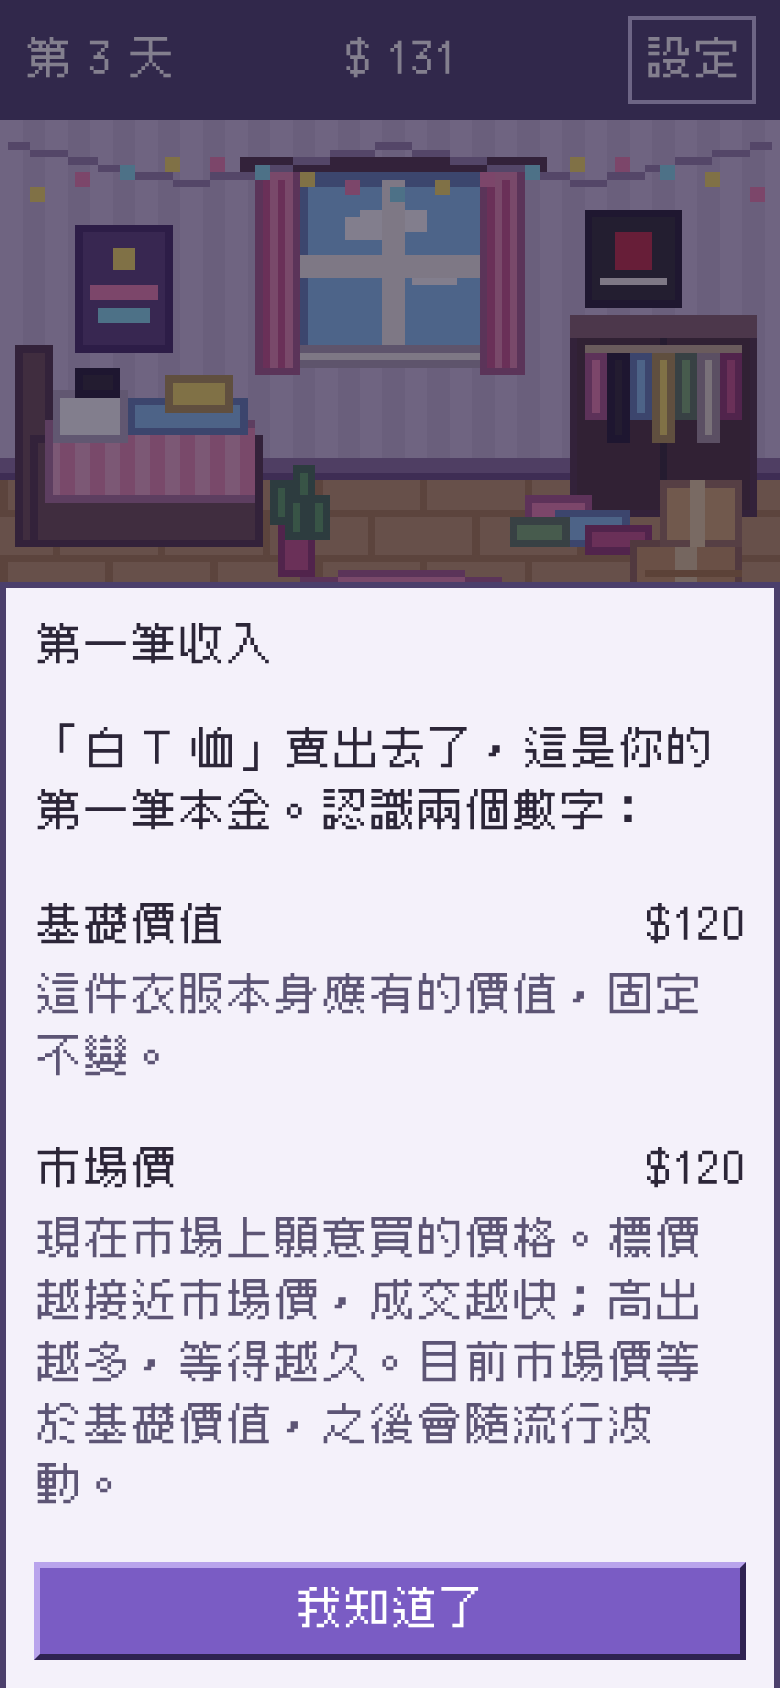 第 3 天
$ 131
設定
第一筆收入
「白 T 恤」賣出去了，這是你的
第一筆本金。認識兩個數字：
基礎價值 $120
這件衣服本身應有的價值，固定
不變。
市場價 $120
現在市場上願意買的價格。標價
越接近市場價，成交越快；高出
越多，等得越久。目前市場價等
於基礎價值，之後會隨流行波
動。
我知道了